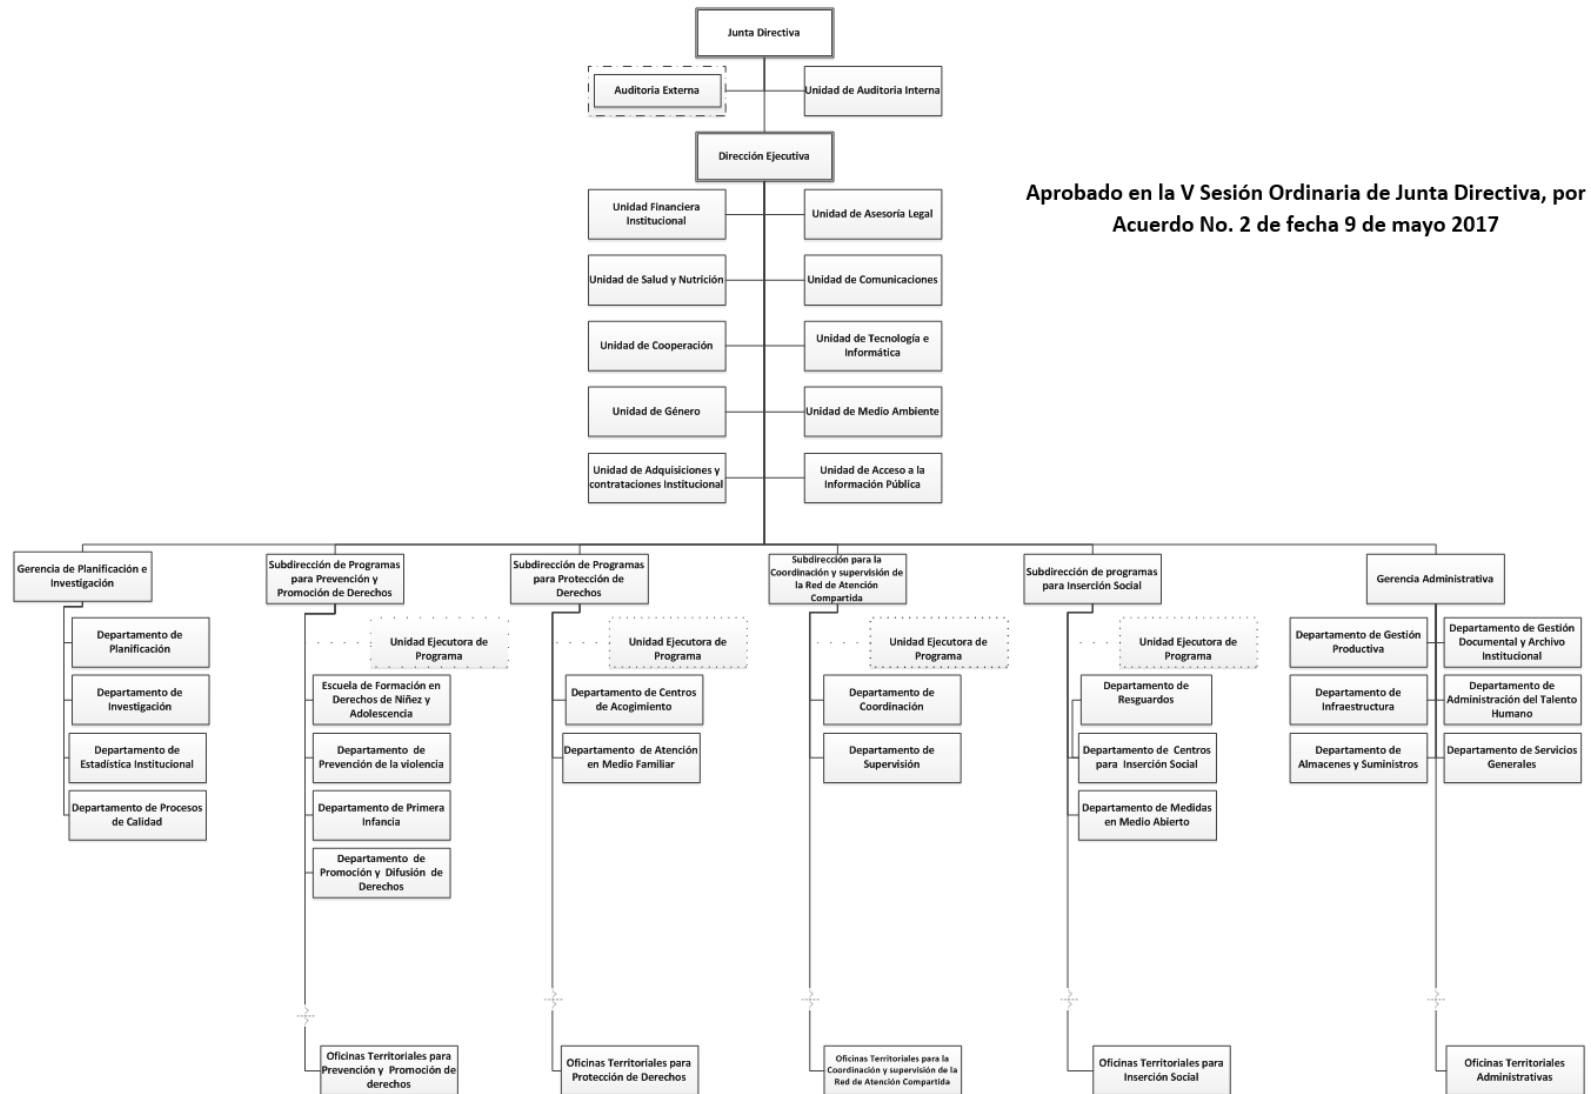 Junta Directiva
Auditoría Externa
Unidad de Auditoria Interna
Dirección Ejecutiva
Aprobado en la V Sesión Ordinaria de Junta Directiva, por
Acuerdo No. 2 de fecha 9 de mayo 2017
Unidad Financiera
Institucional
Unidad de Asesoría Legal
Unidad de Salud y Nutrición
Unidad de Comunicaciones
Unidad de Cooperación
Unidad de Tecnología e
Informática
Unidad de Género
Unidad de Medio Ambiente
Unidad de Adquisiciones y
contrataciones Institucional
Unidad de Acceso a la
Información Pública
Gerencia de Planificación e
Investigación
Departamento de
Planificación
Departamento de
Investigación
Departamento de
Estadística Institucional
Departamento de Procesos
de Calidad
Subdirección de Programas
para Prevención y
Promoción de Derechos
Unidad Ejecutora de
Programa
Escuela de Formación en
Derechos de Niñez y
Adolescencia
Departamento de
Prevención de la violencia
Departamento de Primera
Infancia
Departamento de
Promoción y Difusión de
Derechos
Oficinas Territoriales para
Prevención y Promoción de
derechos
Subdirección de Programas
para Protección de
Derechos
Unidad Ejecutora de
Programa
Departamento de Centros
de Acogimiento
Departamento de Atención
en Medio Familiar
Oficinas Territoriales para
Protección de Derechos
Subdirección para la
Coordinación y supervisión de
la Red de Atención
Compartida
Unidad Ejecutora de
Programa
Departamento de
Coordinación
Departamento de
Supervisión
Oficinas Territoriales para la
Coordinación y supervisión de la
Red de Atención Compartida
Subdirección de programas
para Inserción Social
Unidad Ejecutora de
Programa
Departamento de
Resguardos
Departamento de Centros
para Inserción Social
Departamento de Medidas
en Medio Abierto
Oficinas Territoriales para
Inserción Social
Gerencia Administrativa
Departamento de Gestión
Productiva
Departamento de Gestión
Documental y Archivo
Institucional
Departamento de
Infraestructura
Departamento de
Administración del Talento
Humano
Departamento de
Almacenes y Suministros
Departamento de Servicios
Generales
Oficinas Territoriales
Administrativas